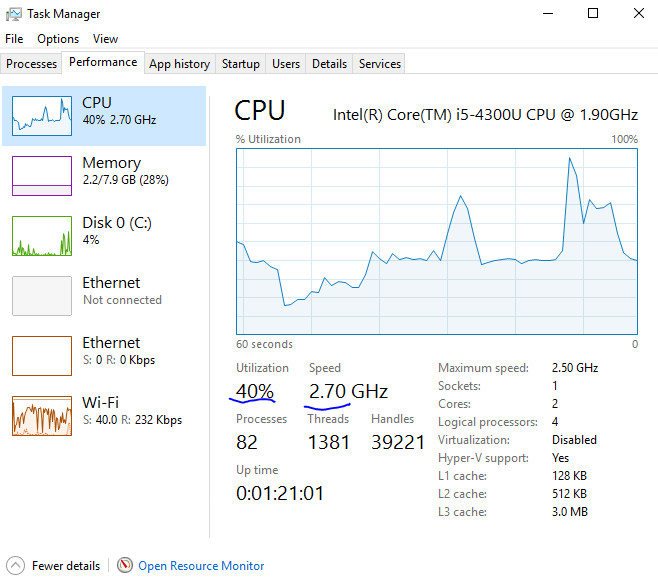 Task Manager
File Options View
Processes Performance App history Startup Users Details Services
CPU
40% 2.70 GHz
Memory
2.2/7.9 GB (28%)
Disk 0 (C:)
4%
Ethernet
Not connected
Ethernet
S: 0 R: 0 Kbps
Wi-Fi
S: 40.0 R: 232 Kbps
CPU Intel(R) Core(TM) i5-4300U CPU @ 1.90GHz
% Utilization 100%
60 seconds 0
Utilization Speed
40% 2.70 GHz
Processes Threads Handles
82 1381 39221
Up time
0:01:21:01
Maximum speed: 2.50 GHz
Sockets: 1
Cores: 2
Logical processors: 4
Virtualization: Disabled
Hyper-V support: Yes
L1 cache: 128 KB
L2 cache: 512 KB
L3 cache: 3.0 MB
Fewer details Open Resource Monitor